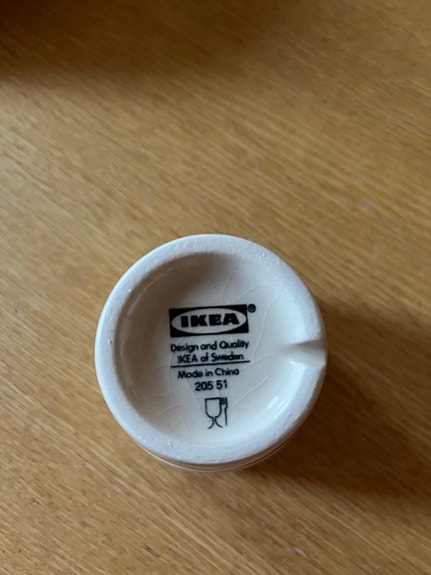 IKEA®
Design and Quality
IKEA of Sweden
Made in China
205 51